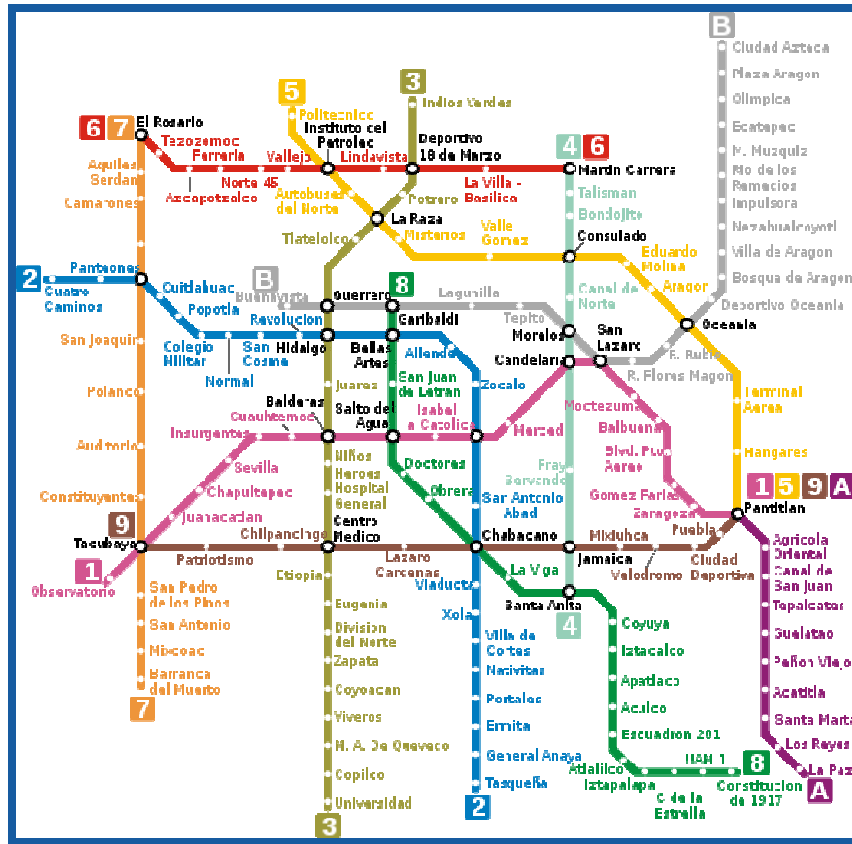 B
Ciudad Azteca
Plaza Aragon
Olimpica
Ecatepec
M. Muzquiz
Rio de los
Remedios
Impulsora
Nezahualcoyotl
Villa de Aragon
Bosque de Aragon
Deportivo Oceania
Oceania
R. Flores Magon
San
Lazaro
Morelos
Tepito
Lagunilla
Garibaldi
Guerrero
Buenavista
B
5
Politecnico
Instituto del
Petroleo
Autobuses
del Norte
La Raza
Misterios
Valle
Gomez
Consulado
Eduardo
Molina
Aragon
Terminal
Aerea
Hangares
Pantitlan
1
5
9
A
3
Indios Verdes
Deportivo
18 de Marzo
Potrero
Tlatelolco
Hidalgo
Juarez
Balderas
Niños
Heroes
Hospital
General
Centro
Medico
Etiopia
Eugenia
Division
del Norte
Zapata
Coyoacan
Viveros
M. A. De Quevedo
Copilco
Universidad
3
6
7
El Rosario
Tezozomoc
Azcapotzalco
Ferreria
Norte 45
Vallejo
Lindavista
La Villa -
Basilica
Martin Carrera
4
6
Talisman
Bondojito
Canal de
Norte
Candelaria
Fray
Servando
Jamaica
Santa Anita
4
Aquiles
Serdan
Camarones
San Joaquin
Polanco
Auditorio
Constituyentes
Tacubaya
San Pedro
de los Pinos
San Antonio
Mixcoac
Barranca
del Muerto
7
2
Cuatro
Caminos
Panteones
Cuitlahuac
Popotla
Colegio
Militar
Normal
San
Cosme
Revolucion
Bellas
Artes
Allende
Zocalo
San Antonio
Abad
Chabacano
Viaducto
Xola
Villa de
Cortes
Nativitas
Portales
Ermita
General Anaya
Tasqueña
2
8
San Juan
de Letran
Salto del
Agua
Doctores
Obrera
La Viga
Coyuya
Iztacalco
Apatlaco
Aculco
Escuadron 201
Atlalilco
Iztapalapa
C de la
Estrella
UAM 1
Constitucion
de 1917
8
1
Observatorio
Juanacatlan
Chapultepec
Sevilla
Insurgentes
Cuauhtemoc
Isabel
a Catolica
Merced
Moctezuma
Balbuena
Blvd. Pto
Aereo
Gomez Farias
Zaragoza
9
Patriotismo
Chilpancingo
Lazaro
Cardenas
Mixiuhca
Velodromo
Ciudad
Deportiva
Puebla
Agricola
Oriental
Canal de
San Juan
Tepalcates
Guelatao
Peñon Viejo
Acatitla
Santa Marta
Los Reyes
La Paz
A